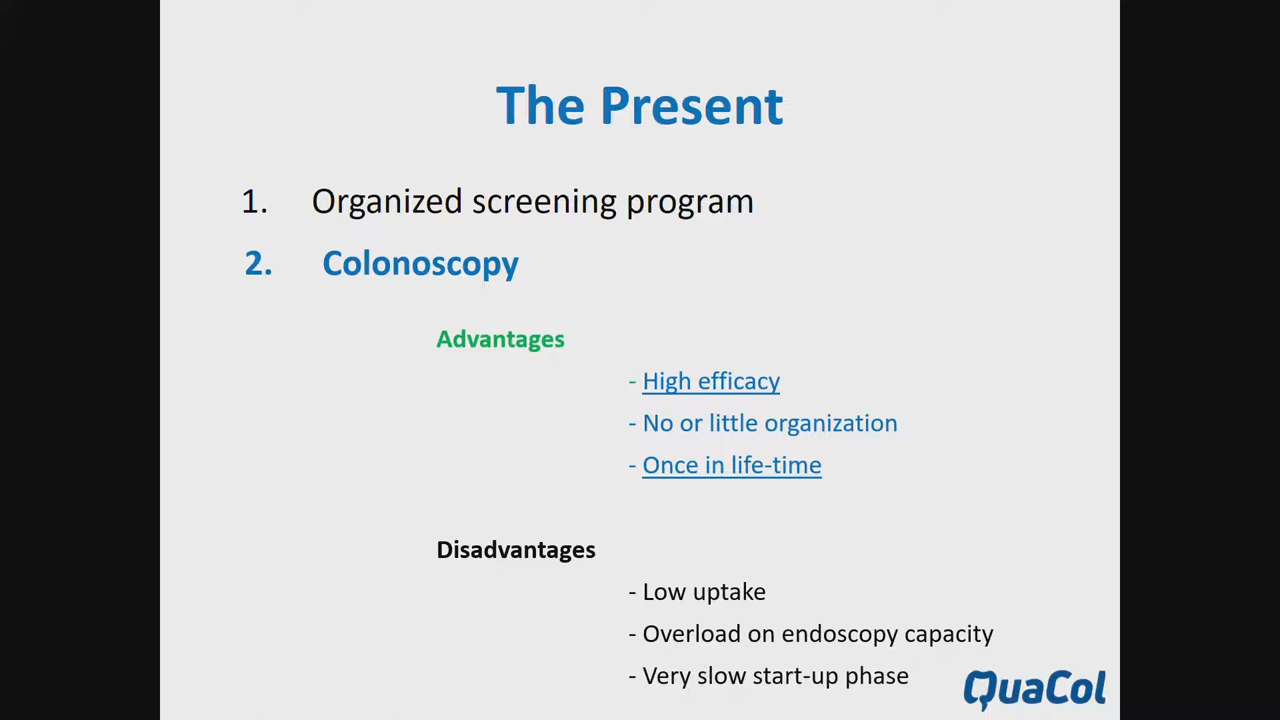 The Present
1. Organized screening program
2. Colonoscopy
Advantages
- High efficacy
- No or little organization
- Once in life-time
Disadvantages
- Low uptake
- Overload on endoscopy capacity
- Very slow start-up phase
QuaCol